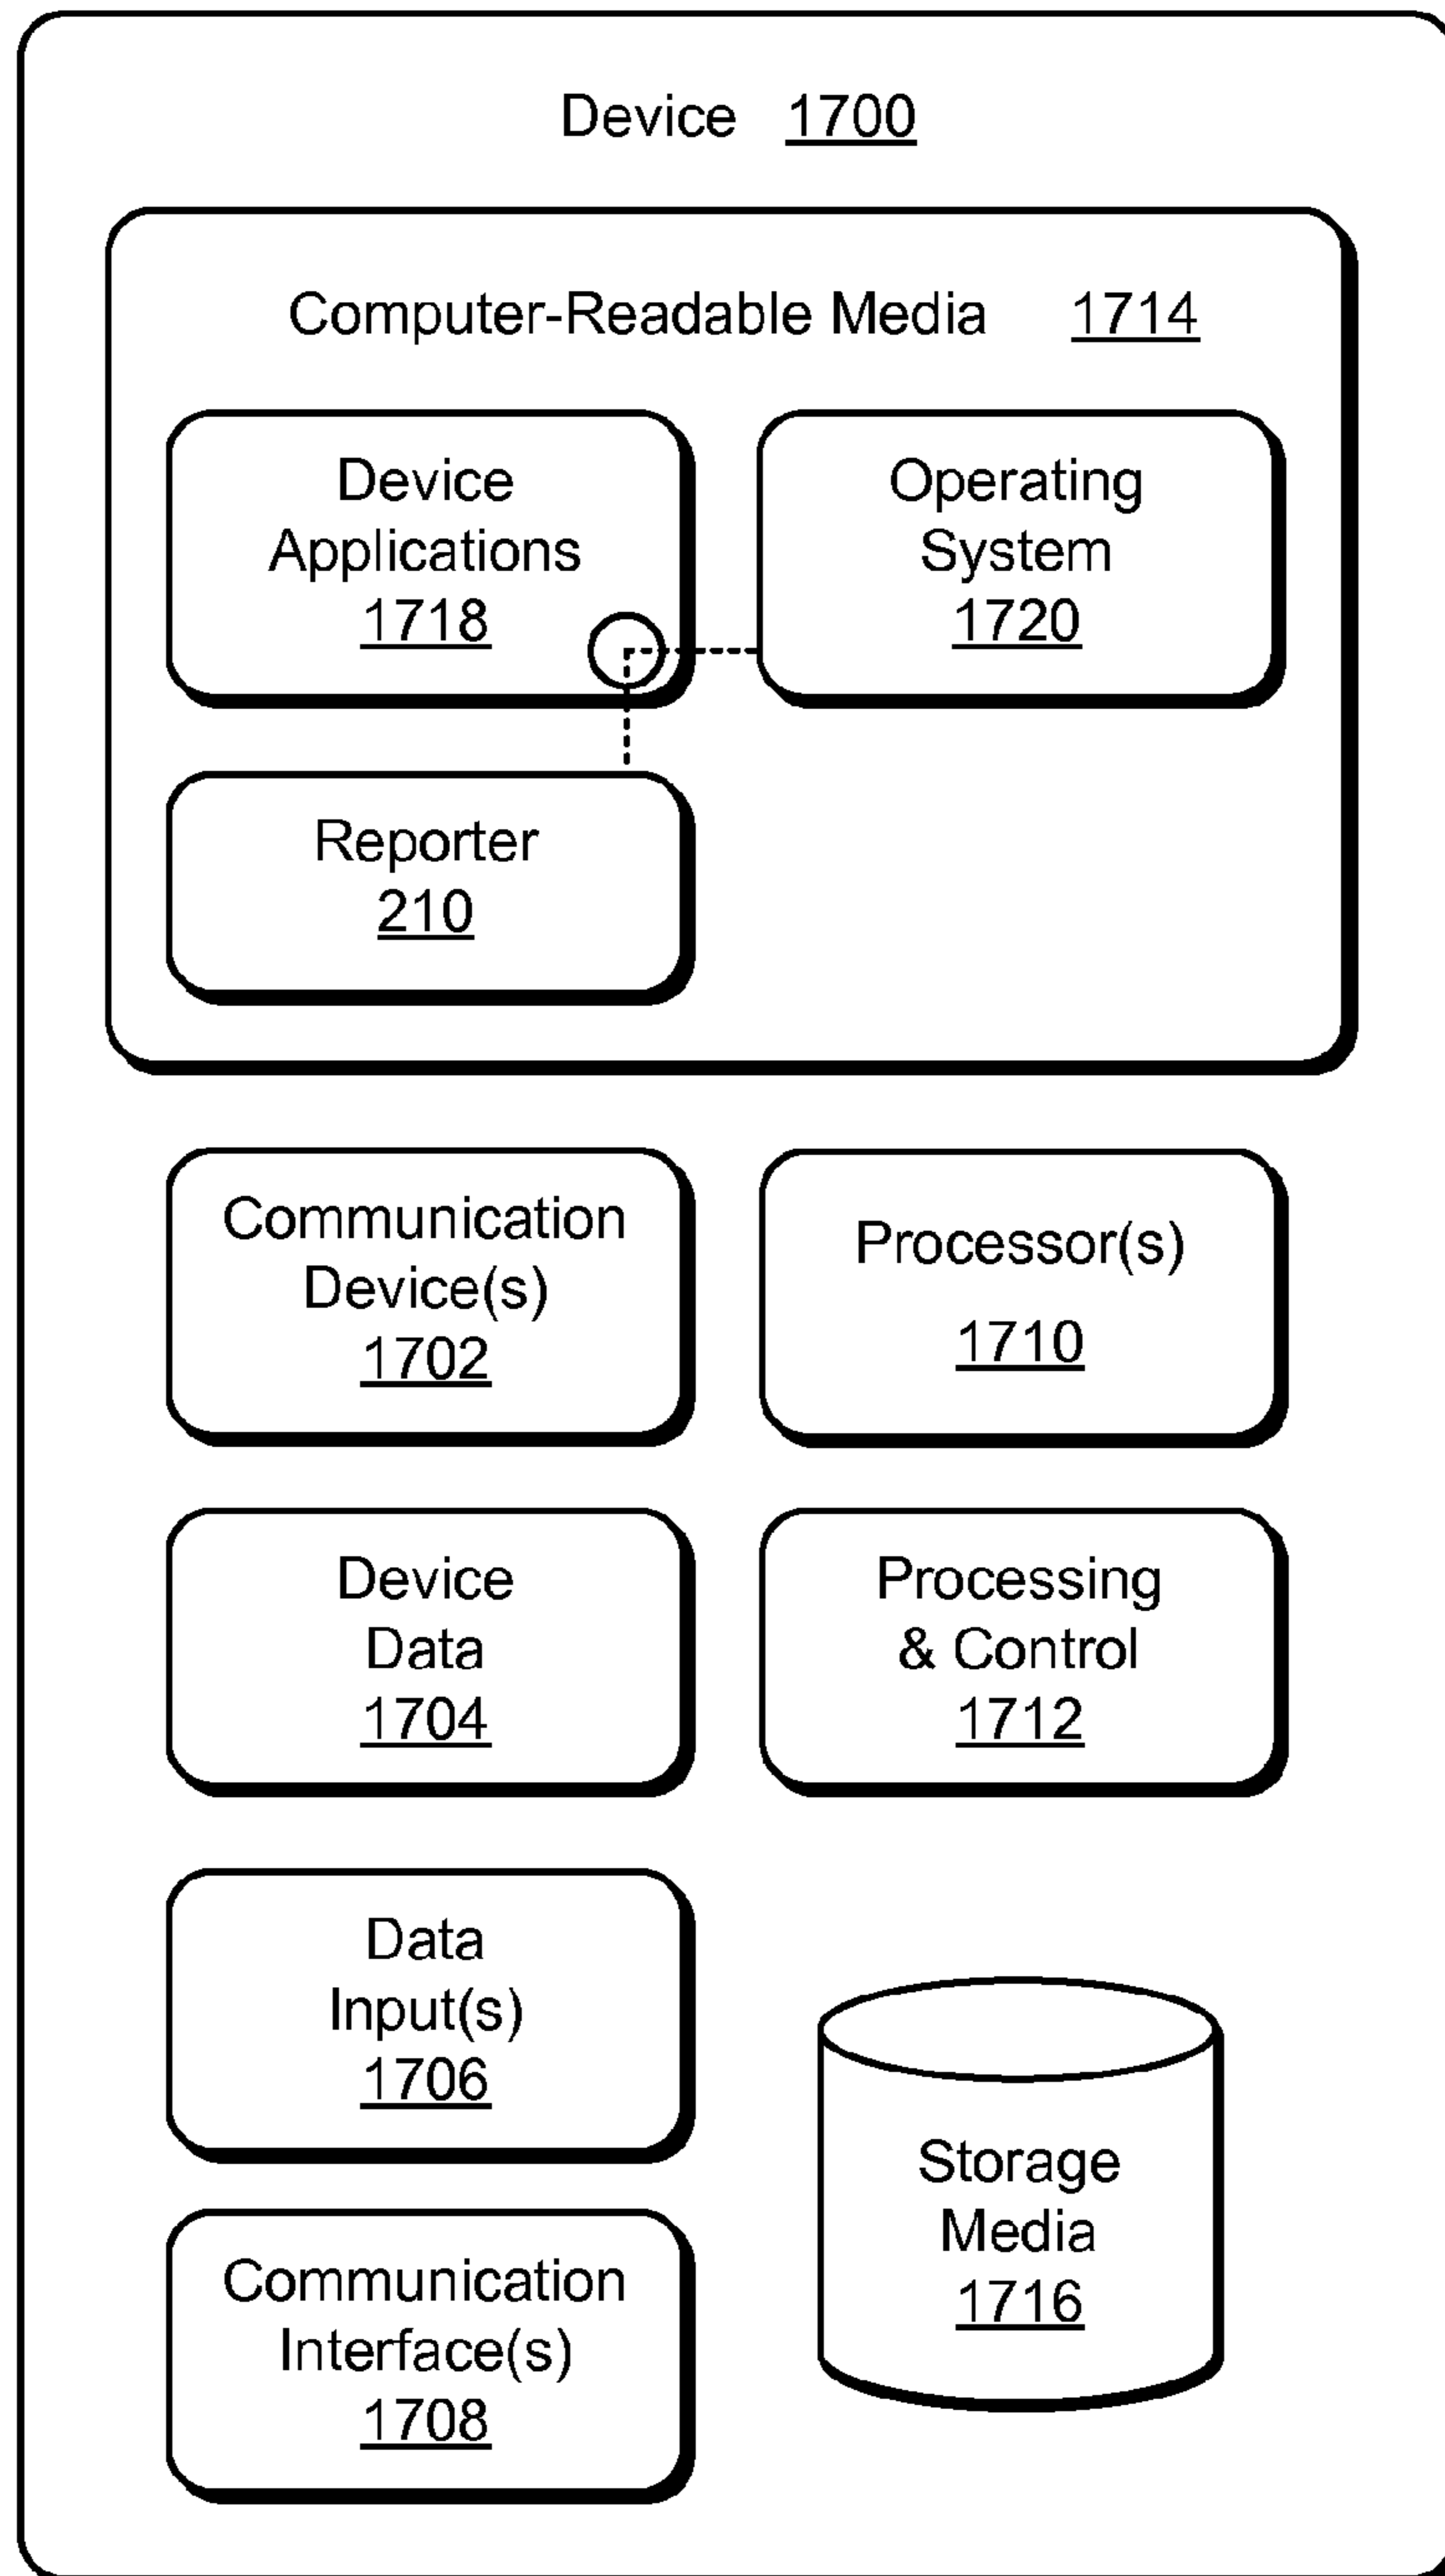 Device 1700
Computer-Readable Media 1714
Device
Applications
1718
Operating
System
1720
Reporter
210
Communication
Device(s)
1702
Processor(s)
1710
Device
Data
1704
Processing
& Control
1712
Data
Input(s)
1706
Storage
Media
1716
Communication
Interface(s)
1708